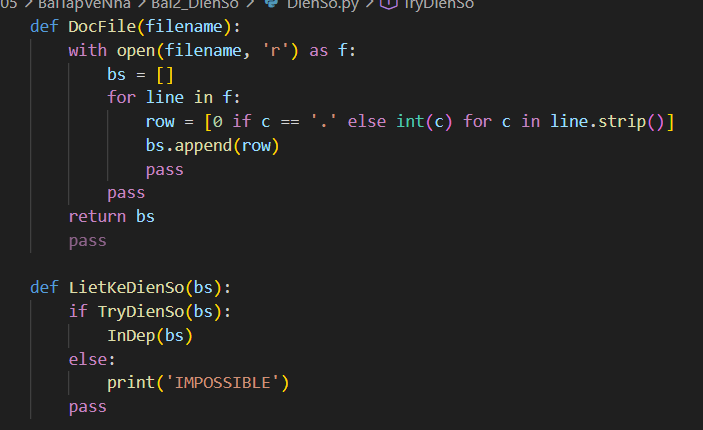 05 > BaiTapVeNha > Bai2_DienSo > DienSo.py > TryDienSo
def DocFile(filename):
    with open(filename, 'r') as f:
        bs = []
        for line in f:
            row = [0 if c == '.' else int(c) for c in line.strip()]
            bs.append(row)
            pass
        pass
    return bs
    pass

def LietKeDienSo(bs):
    if TryDienSo(bs):
        InDep(bs)
    else:
        print('IMPOSSIBLE')
    pass